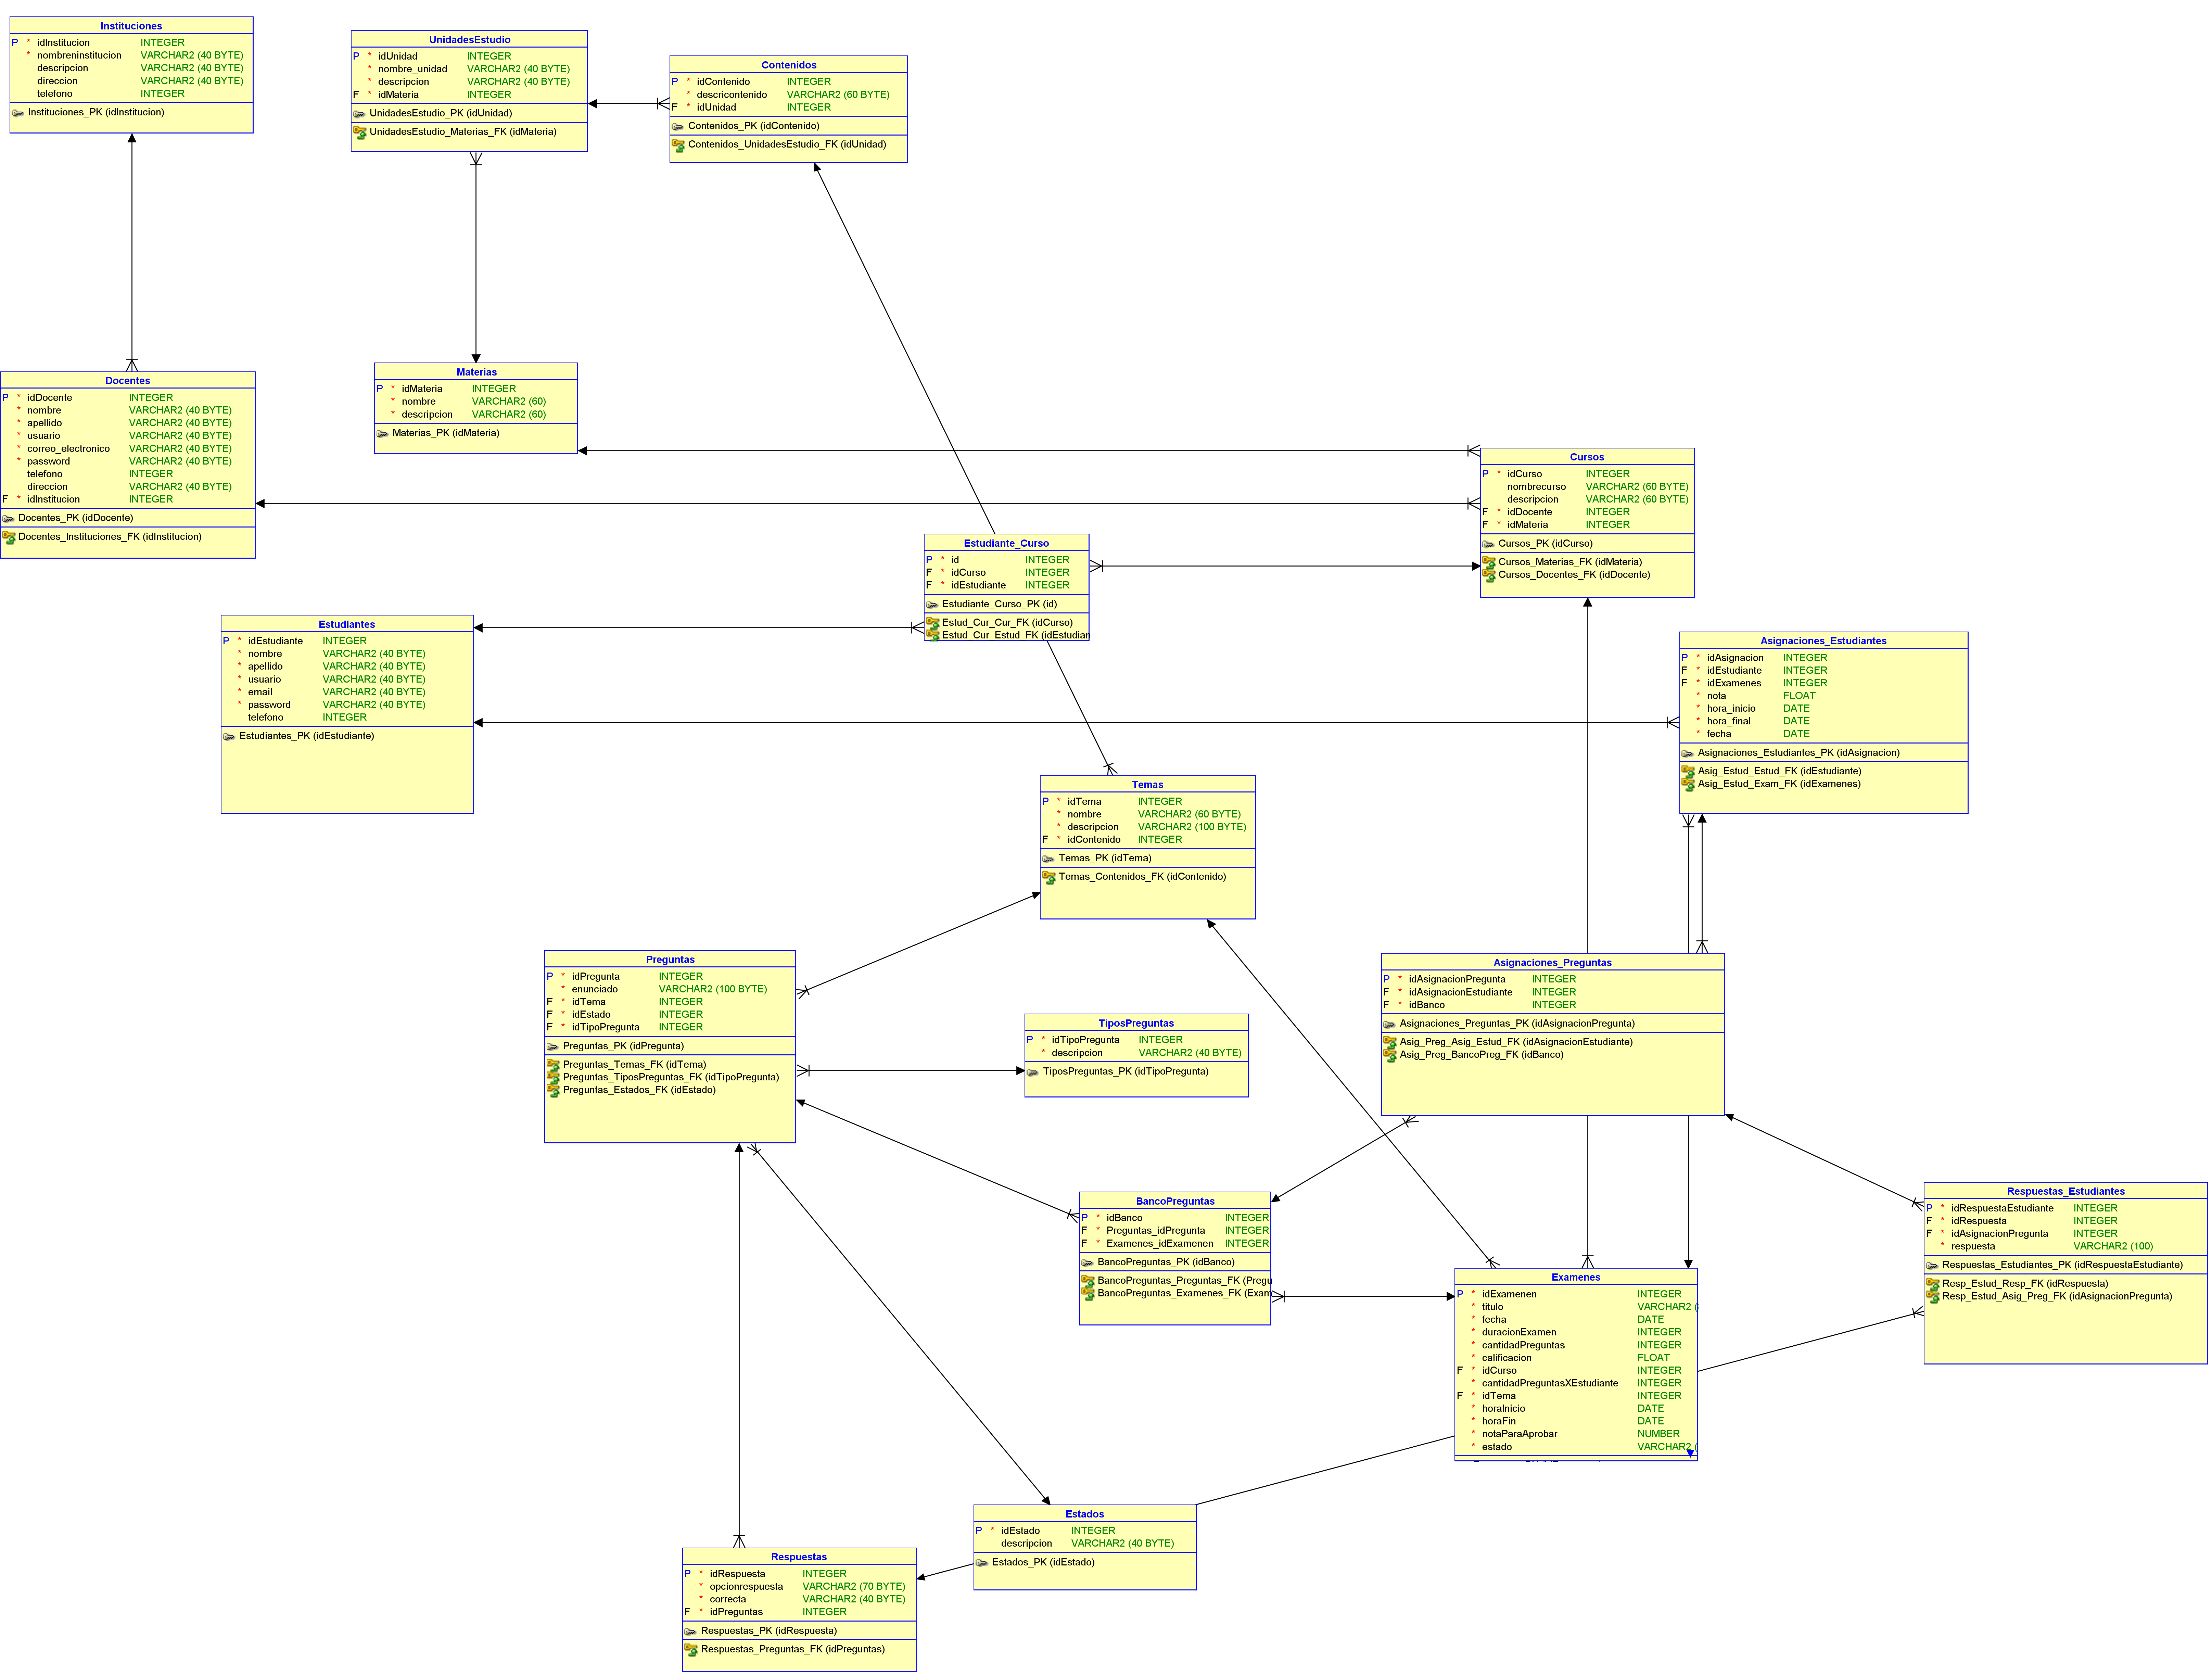 Instituciones
P * idInstitucion INTEGER
* nombreninstitucion VARCHAR2 (40 BYTE)
descripcion VARCHAR2 (40 BYTE)
direccion VARCHAR2 (40 BYTE)
telefono INTEGER
Instituciones_PK (idInstitucion)
UnidadesEstudio
P * idUnidad INTEGER
* nombre_unidad VARCHAR2 (40 BYTE)
* descripcion VARCHAR2 (40 BYTE)
F * idMateria INTEGER
UnidadesEstudio_PK (idUnidad)
UnidadesEstudio_Materias_FK (idMateria)
Contenidos
P * idContenido INTEGER
* descricontenido VARCHAR2 (60 BYTE)
F * idUnidad INTEGER
Contenidos_PK (idContenido)
Contenidos_UnidadesEstudio_FK (idUnidad)
Docentes
P * idDocente INTEGER
* nombre VARCHAR2 (40 BYTE)
* apellido VARCHAR2 (40 BYTE)
* usuario VARCHAR2 (40 BYTE)
* correo_electronico VARCHAR2 (40 BYTE)
* password VARCHAR2 (40 BYTE)
telefono INTEGER
direccion VARCHAR2 (40 BYTE)
F * idInstitucion INTEGER
Docentes_PK (idDocente)
Docentes_Instituciones_FK (idInstitucion)
Materias
P * idMateria INTEGER
* nombre VARCHAR2 (60)
* descripcion VARCHAR2 (60)
Materias_PK (idMateria)
Cursos
P * idCurso INTEGER
nombrecurso VARCHAR2 (60 BYTE)
descripcion VARCHAR2 (60 BYTE)
F * idDocente INTEGER
F * idMateria INTEGER
Cursos_PK (idCurso)
Cursos_Materias_FK (idMateria)
Cursos_Docentes_FK (idDocente)
Estudiante_Curso
P * id INTEGER
F * idCurso INTEGER
F * idEstudiante INTEGER
Estudiante_Curso_PK (id)
Estud_Cur_Cur_FK (idCurso)
Estud_Cur_Estud_FK (idEstudian
Estudiantes
P * idEstudiante INTEGER
* nombre VARCHAR2 (40 BYTE)
* apellido VARCHAR2 (40 BYTE)
* usuario VARCHAR2 (40 BYTE)
* email VARCHAR2 (40 BYTE)
* password VARCHAR2 (40 BYTE)
telefono INTEGER
Estudiantes_PK (idEstudiante)
Asignaciones_Estudiantes
P * idAsignacion INTEGER
F * idEstudiante INTEGER
F * idExamenes INTEGER
* nota FLOAT
* hora_inicio DATE
* hora_final DATE
* fecha DATE
Asignaciones_Estudiantes_PK (idAsignacion)
Asig_Estud_Estud_FK (idEstudiante)
Asig_Estud_Exam_FK (idExamenes)
Temas
P * idTema INTEGER
* nombre VARCHAR2 (60 BYTE)
* descripcion VARCHAR2 (100 BYTE)
F * idContenido INTEGER
Temas_PK (idTema)
Temas_Contenidos_FK (idContenido)
Preguntas
P * idPregunta INTEGER
* enunciado VARCHAR2 (100 BYTE)
F * idTema INTEGER
F * idEstado INTEGER
F * idTipoPregunta INTEGER
Preguntas_PK (idPregunta)
Preguntas_Temas_FK (idTema)
Preguntas_TiposPreguntas_FK (idTipoPregunta)
Preguntas_Estados_FK (idEstado)
TiposPreguntas
P * idTipoPregunta INTEGER
* descripcion VARCHAR2 (40 BYTE)
TiposPreguntas_PK (idTipoPregunta)
Asignaciones_Preguntas
P * idAsignacionPregunta INTEGER
F * idAsignacionEstudiante INTEGER
F * idBanco INTEGER
Asignaciones_Preguntas_PK (idAsignacionPregunta)
Asig_Preg_Asig_Estud_FK (idAsignacionEstudiante)
Asig_Preg_BancoPreg_FK (idBanco)
BancoPreguntas
P * idBanco INTEGER
F * Preguntas_idPregunta INTEGER
F * Examenes_idExamenen INTEGER
BancoPreguntas_PK (idBanco)
BancoPreguntas_Preguntas_FK (Pregu
BancoPreguntas_Examenes_FK (Exam
Respuestas_Estudiantes
P * idRespuestaEstudiante INTEGER
F * idRespuesta INTEGER
F * idAsignacionPregunta INTEGER
* respuesta VARCHAR2 (100)
Respuestas_Estudiantes_PK (idRespuestaEstudiante)
Resp_Estud_Resp_FK (idRespuesta)
Resp_Estud_Asig_Preg_FK (idAsignacionPregunta)
Examenes
P * idExamenen INTEGER
* titulo VARCHAR2 (
* fecha DATE
* duracionExamen INTEGER
* cantidadPreguntas INTEGER
* calificacion FLOAT
F * idCurso INTEGER
* cantidadPreguntasXEstudiante INTEGER
F * idTema INTEGER
* horaInicio DATE
* horaFin DATE
* notaParaAprobar NUMBER
* estado VARCHAR2 (
Estados
P * idEstado INTEGER
descripcion VARCHAR2 (40 BYTE)
Estados_PK (idEstado)
Respuestas
P * idRespuesta INTEGER
* opcionrespuesta VARCHAR2 (70 BYTE)
* correcta VARCHAR2 (40 BYTE)
F * idPreguntas INTEGER
Respuestas_PK (idRespuesta)
Respuestas_Preguntas_FK (idPreguntas)